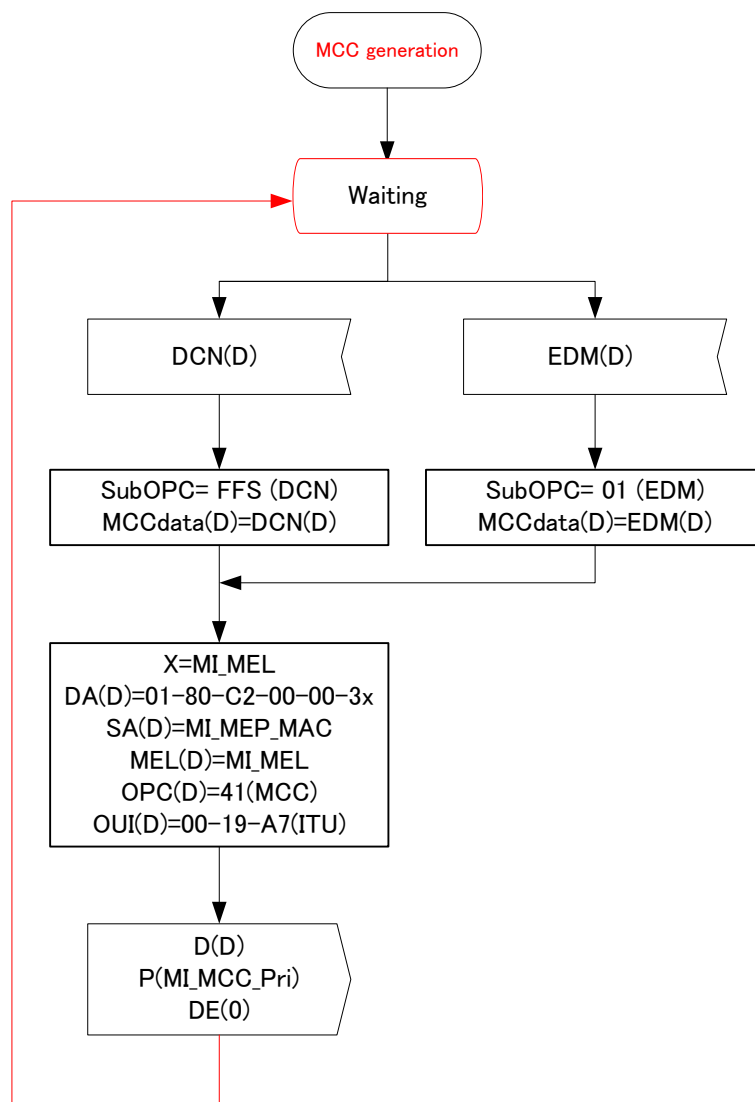 MCC generation
Waiting
DCN(D)
EDM(D)
SubOPC= FFS (DCN)
MCCdata(D)=DCN(D)
SubOPC= 01 (EDM)
MCCdata(D)=EDM(D)
X=MI_MEL
DA(D)=01-80-C2-00-00-3x
SA(D)=MI_MEP_MAC
MEL(D)=MI_MEL
OPC(D)=41(MCC)
OUI(D)=00-19-A7(ITU)
D(D)
P(MI_MCC_Pri)
DE(0)